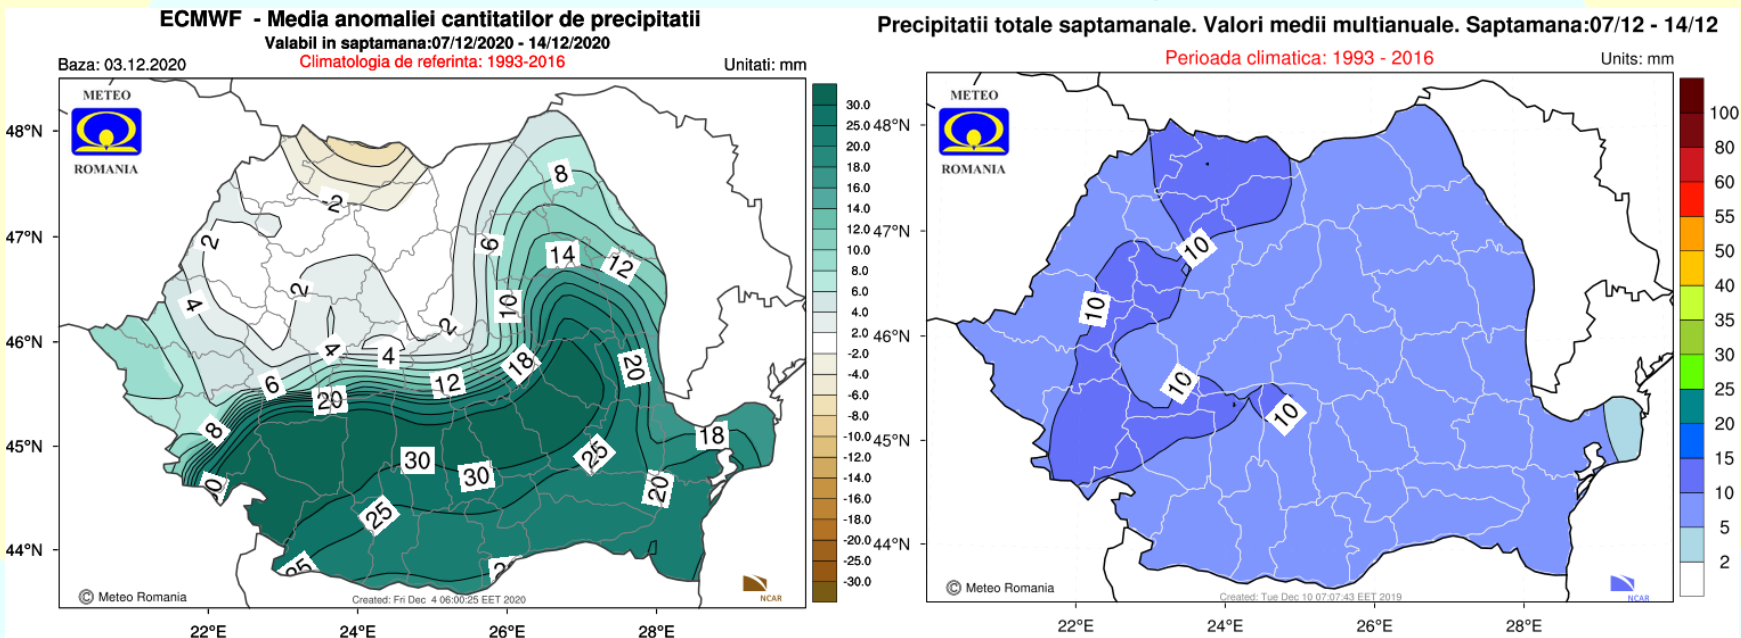 ECMWF - Media anomaliei cantitatilor de precipitatii
Valabil in saptamana:07/12/2020 - 14/12/2020
Baza: 03.12.2020
Climatologia de referinta: 1993-2016
Unitati: mm
METEO
ROMANIA
48°N
47°N
46°N
45°N
44°N
22°E
24°E
26°E
28°E
-2
8
2
6
14
12
4
2
10
2
4
4
18
20
6
12
20
8
18
30
25
30
20
25
30.0
25.0
20.0
18.0
16.0
14.0
12.0
10.0
8.0
6.0
4.0
2.0
-2.0
-4.0
-6.0
-8.0
-10.0
-12.0
-14.0
-16.0
-18.0
-20.0
-25.0
-30.0
© Meteo Romania
Created: Fri Dec 4 06:00:25 EET 2020
NCAR
Precipitatii totale saptamanale. Valori medii multianuale. Saptamana:07/12 - 14/12
Perioada climatica: 1993 - 2016
Units: mm
METEO
ROMANIA
48°N
47°N
46°N
45°N
44°N
22°E
24°E
26°E
28°E
10
10
10
10
100
80
60
55
50
40
35
30
25
20
15
10
5
2
© Meteo Romania
Created: Tue Dec 10 07:07:43 EET 2019
NCAR